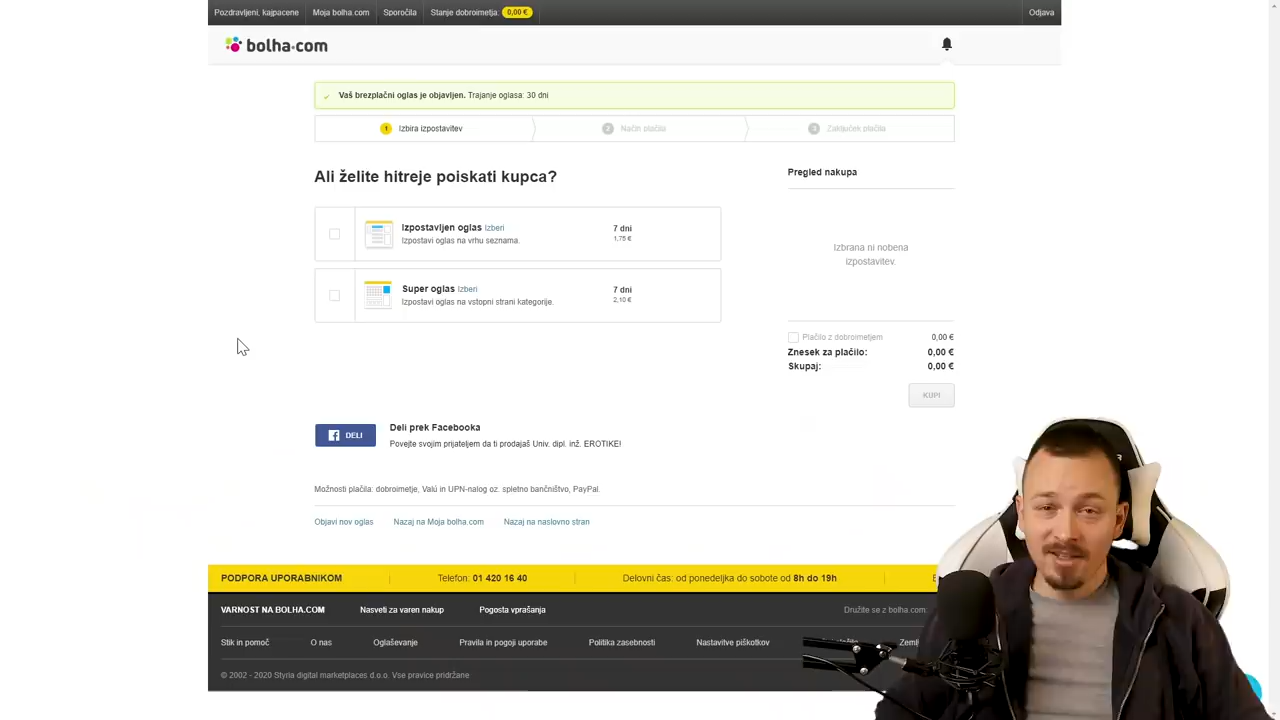 Pozdravljeni, kajpacene
Moja bolha.com
Sporočila
Stanje dobroimetja: 0,00 €
Odjava
bolha.com
Vaš brezplačni oglas je objavljen. Trajanje oglasa: 30 dni
1 Izbira izpostavitev
2 Način plačila
3 Zaključek plačila
Ali želite hitreje poiskati kupca?
Izpostavljen oglas Izberi
Izpostavi oglas na vrhu seznama.
7 dni
1,75 €
Super oglas Izberi
Izpostavi oglas na vstopni strani kategorije.
7 dni
2,10 €
Pregled nakupa
Izbrana ni nobena
izpostavitev.
Plačilo z dobroimetjem 0,00 €
Znesek za plačilo: 0,00 €
Skupaj: 0,00 €
KUPI
DELI
Deli prek Facebooka
Povejte svojim prijateljem da ti prodajaš Univ. dipl. inž. EROTIKE!
Možnosti plačila: dobroimetje, Valú in UPN-nalog oz. spletno bančništvo, PayPal.
Objavi nov oglas
Nazaj na Moja bolha.com
Nazaj na naslovno stran
PODPORA UPORABNIKOM
Telefon: 01 420 16 40
Delovni čas: od ponedeljka do sobote od 8h do 19h
VARNOST NA BOLHA.COM
Nasveti za varen nakup
Pogosta vprašanja
Družite se z bolha.com:
Stik in pomoč
O nas
Oglaševanje
Pravila in pogoji uporabe
Politika zasebnosti
Nastavitve piškotkov
© 2002 - 2020 Styria digital marketplaces d.o.o. Vse pravice pridržane